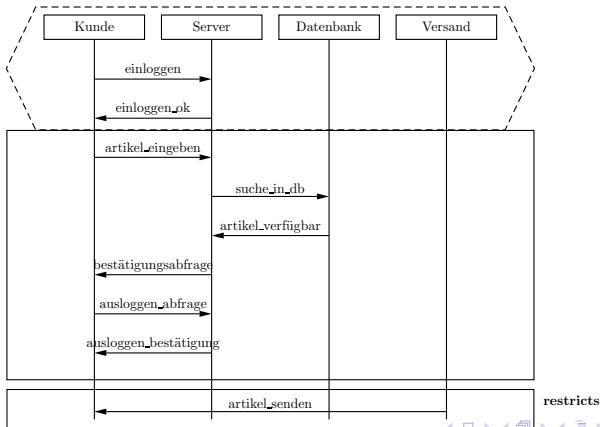 Kunde Server Datenbank Versand
einloggen
einloggen_ok
artikel_eingeben
suche_in_db
artikel_verfügbar
bestätigungsabfrage
ausloggen_abfrage
ausloggen_bestätigung
restricts
artikel_senden